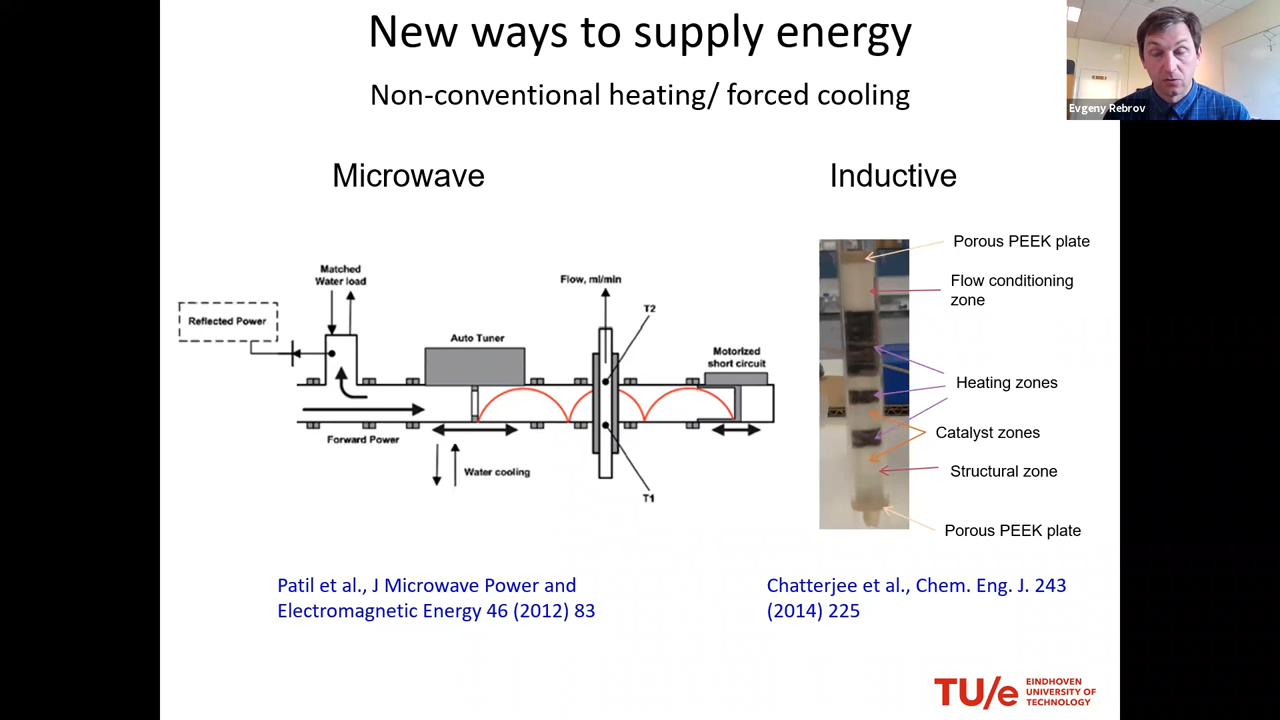 New ways to supply energy
Non-conventional heating/ forced cooling
Evgeny Rebrov
Microwave
Inductive
Matched
Water load
Reflected Power
Auto Tuner
Flow, ml/min
T2
Motorized
short circuit
Forward Power
Water cooling
T1
Porous PEEK plate
Flow conditioning
zone
Heating zones
Catalyst zones
Structural zone
Porous PEEK plate
Patil et al., J Microwave Power and
Electromagnetic Energy 46 (2012) 83
Chatterjee et al., Chem. Eng. J. 243
(2014) 225
TU/e
EINDHOVEN
UNIVERSITY OF
TECHNOLOGY